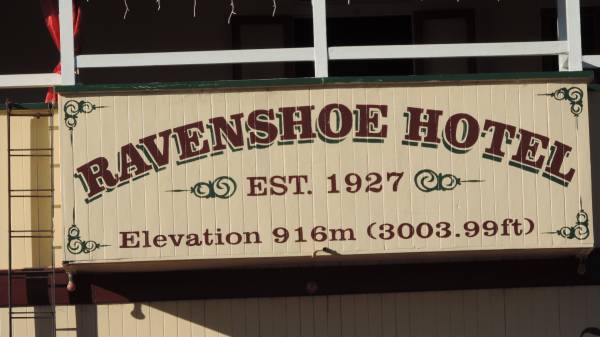 RAVENSHOE HOTEL
EST. 1927
Elevation 916m (3003.99ft)